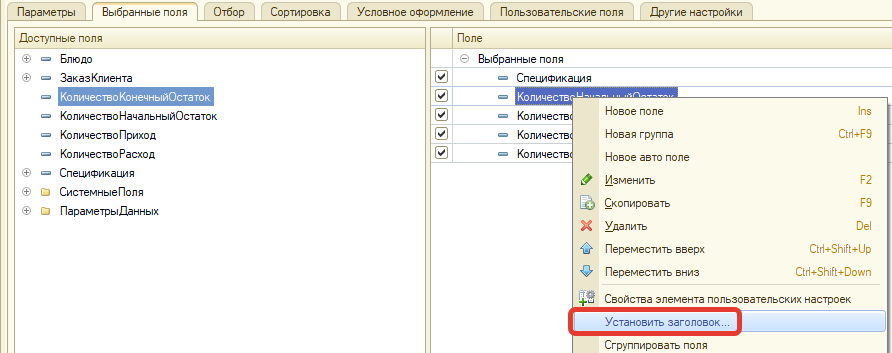 Параметры Выбранные поля Отбор Сортировка Условное оформление Пользовательские поля Другие настройки
Доступные поля
Блюдо
ЗаказКлиента
КоличествоКонечныйОстаток
КоличествоНачальныйОстаток
КоличествоПриход
КоличествоРасход
Спецификация
СистемныеПоля
ПараметрыДанных
Поле
Выбранные поля
Спецификация
КоличествоНачальныйОстаток
Количество
Количество
Количество
Новое поле Ins
Новая группа Ctrl+F9
Новое авто поле
Изменить F2
Скопировать F9
Удалить Del
Переместить вверх Ctrl+Shift+Up
Переместить вниз Ctrl+Shift+Down
Свойства элемента пользовательских настроек
Установить заголовок...
Сгруппировать поля